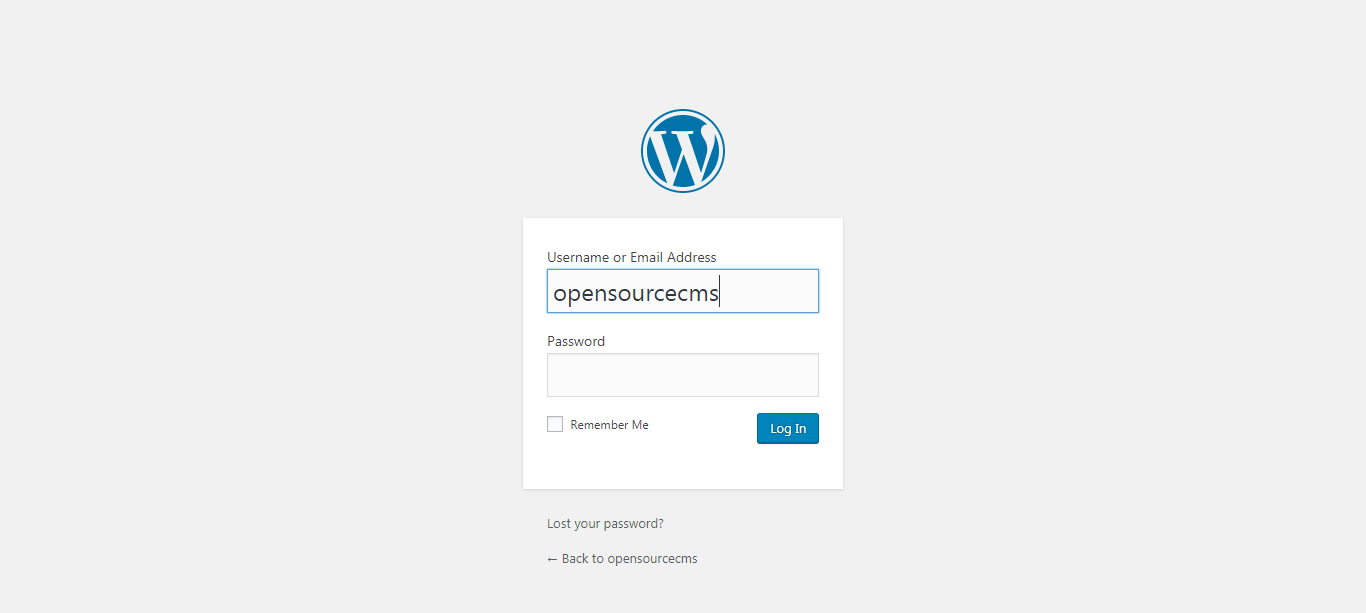 Username or Email Address
opensourcecms
Password
Remember Me
Log In
Lost your password?
← Back to opensourcecms